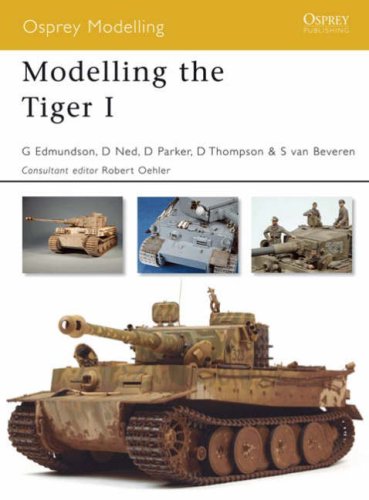 Osprey Modelling
OSPREY
PUBLISHING
Modelling the
Tiger I
G Edmundson, D Ned, D Parker, D Thompson & S van Beveren
Consultant editor Robert Oehler